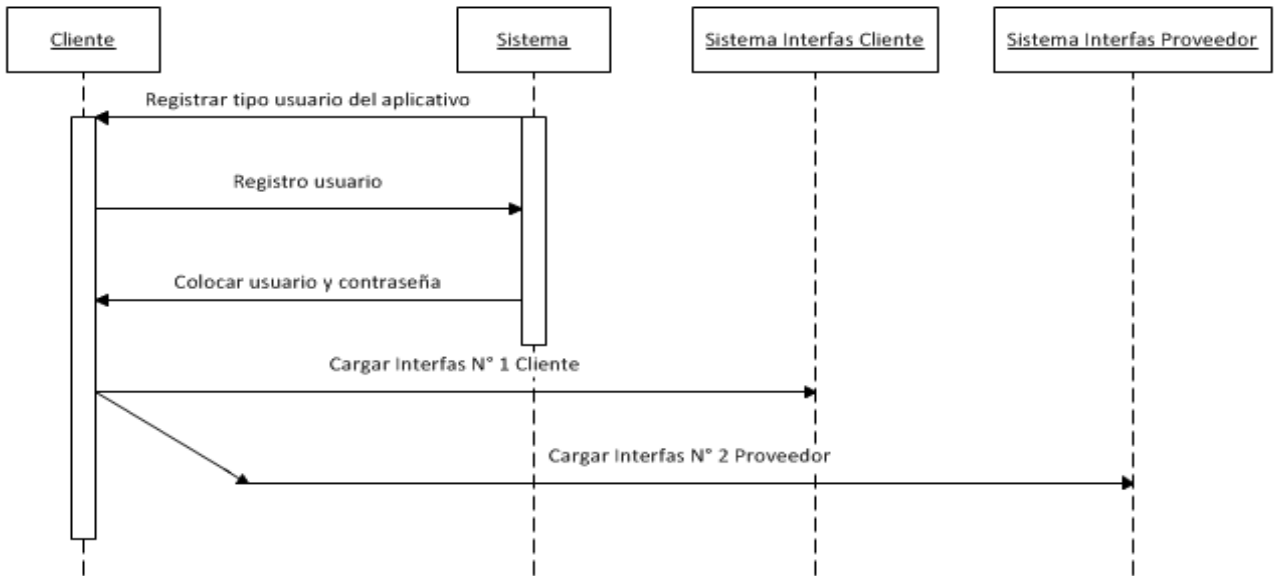 Cliente
Sistema
Sistema Interfas Cliente
Sistema Interfas Proveedor
Registrar tipo usuario del aplicativo
Registro usuario
Colocar usuario y contraseña
Cargar Interfas N° 1 Cliente
Cargar Interfas N° 2 Proveedor